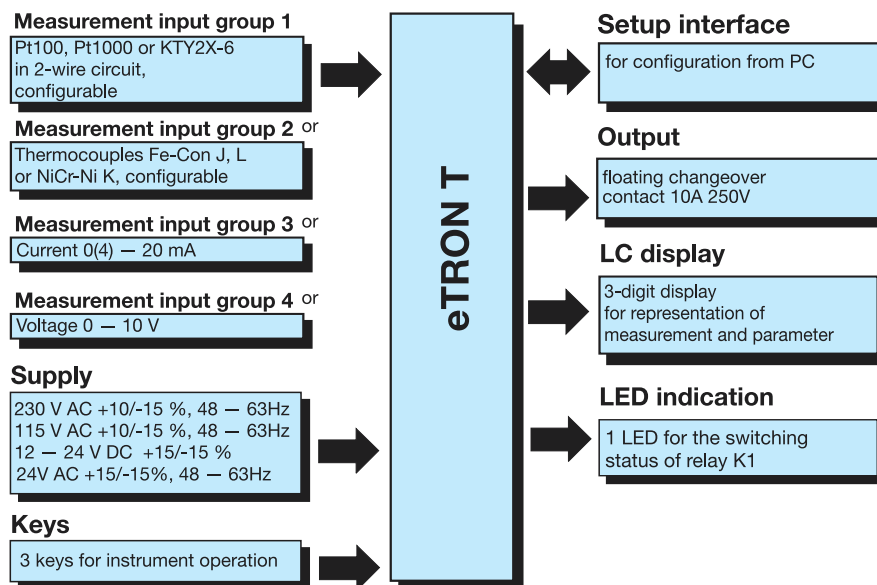 Measurement input group 1
Pt100, Pt1000 or KTY2X-6
in 2-wire circuit,
configurable
Measurement input group 2 or
Thermocouples Fe-Con J, L
or NiCr-Ni K, configurable
Measurement input group 3 or
Current 0(4) — 20 mA
Measurement input group 4 or
Voltage 0 — 10 V
Supply
230 V AC +10/-15 %, 48 — 63Hz
115 V AC +10/-15 %, 48 — 63Hz
12 — 24 V DC +15/-15 %
24V AC +15/-15%, 48 — 63Hz
Keys
3 keys for instrument operation
eTRON T
Setup interface
for configuration from PC
Output
floating changeover
contact 10A 250V
LC display
3-digit display
for representation of
measurement and parameter
LED indication
1 LED for the switching
status of relay K1